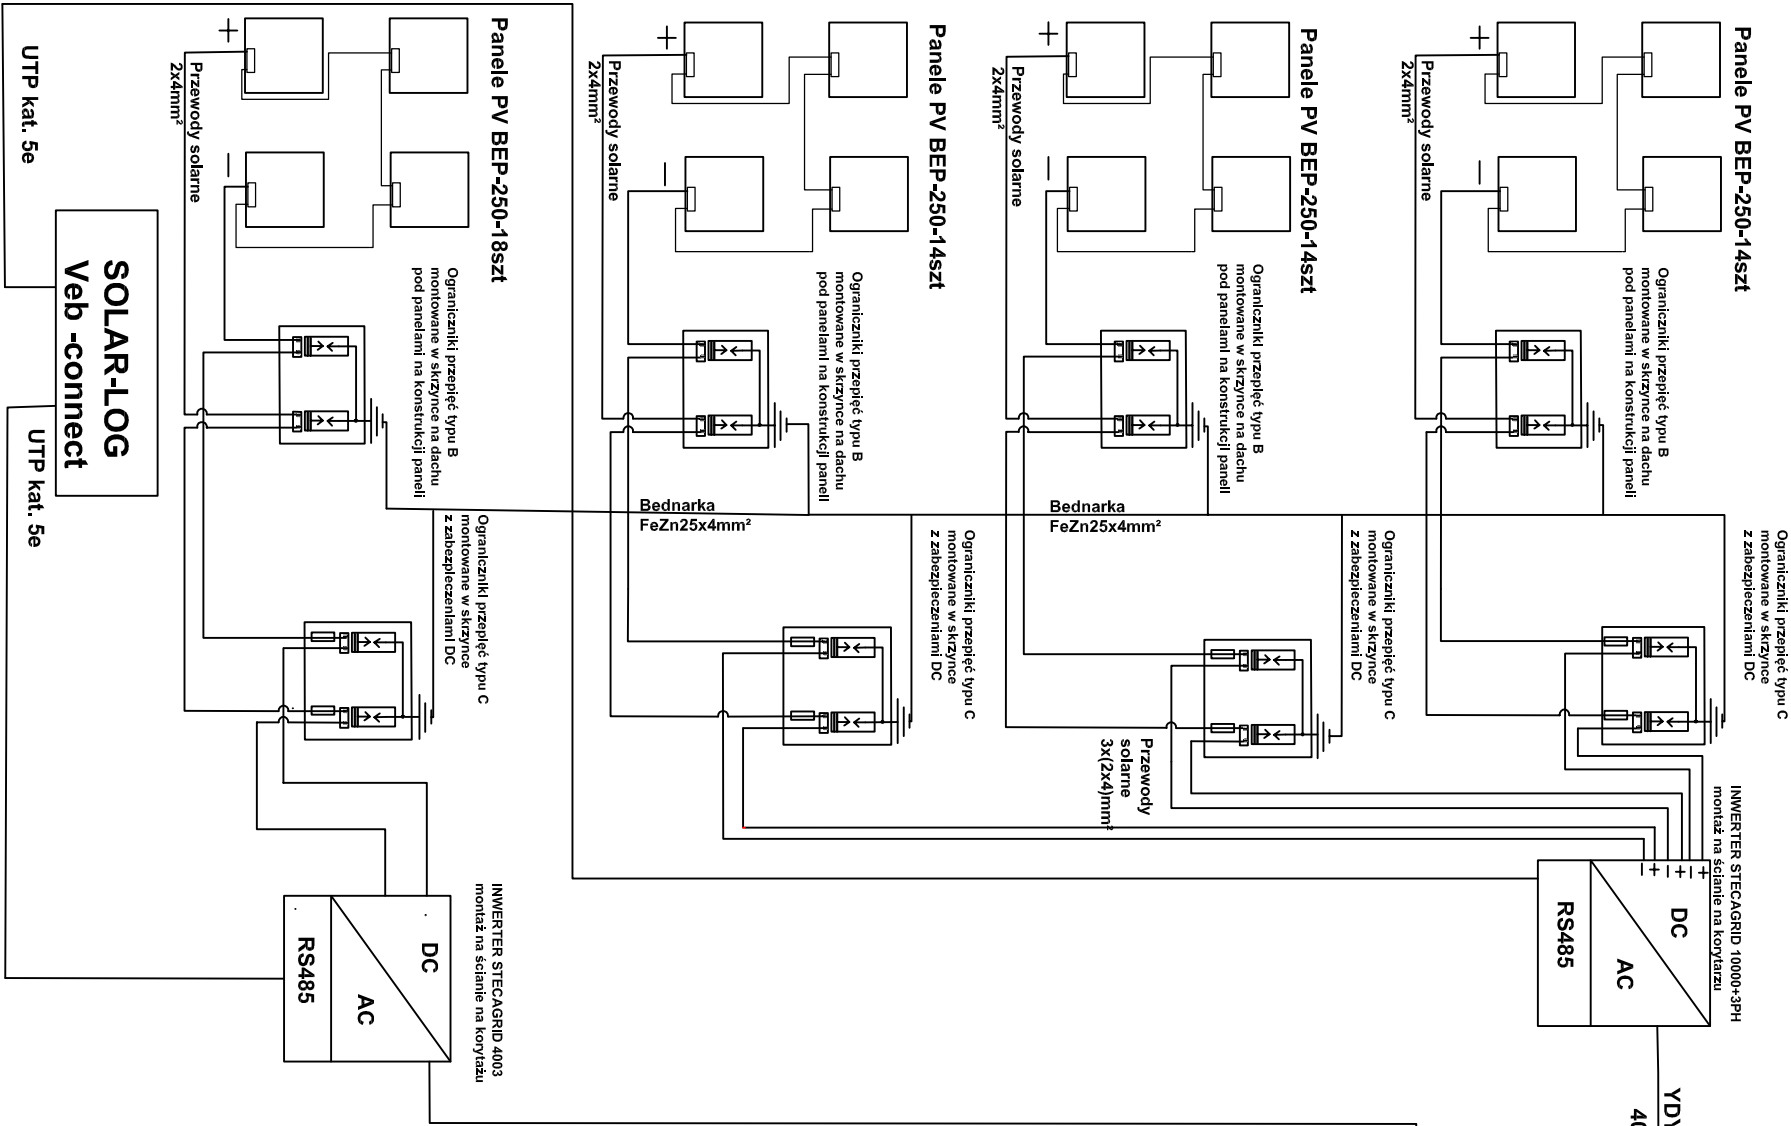 UTP kat. 5e
SOLAR-LOG
Veb -connect
UTP kat. 5e
+
Przewody solarne
2x4mm²
−
Panele PV BEP-250-18szt
Ograniczniki przepięć typu B
montowane w skrzynce na dachu
pod panelami na konstrukcji paneli
Ograniczniki przepięć typu C
montowane w skrzynce
z zabezpieczeniami DC
INWERTER STECAGRID 4003
montaż na ścianie na korytażu
DC
AC
RS485
+
Przewody solarne
2x4mm²
−
Panele PV BEP-250-14szt
Ograniczniki przepięć typu B
montowane w skrzynce na dachu
pod panelami na konstrukcji paneli
Bednarka
FeZn25x4mm²
Ograniczniki przepięć typu C
montowane w skrzynce
z zabezpieczeniami DC
+
Przewody solarne
2x4mm²
−
Panele PV BEP-250-14szt
Ograniczniki przepięć typu B
montowane w skrzynce na dachu
pod panelami na konstrukcji paneli
Bednarka
FeZn25x4mm²
Ograniczniki przepięć typu C
montowane w skrzynce
z zabezpieczeniami DC
Przewody
solarne
3x(2x4)mm²
+
Przewody solarne
2x4mm²
−
Panele PV BEP-250-14szt
Ograniczniki przepięć typu B
montowane w skrzynce na dachu
pod panelami na konstrukcji paneli
Ograniczniki przepięć typu C
montowane w skrzynce
z zabezpieczeniami DC
INWERTER STECAGRID 10000+3PH
montaż na ścianie na korytarzu
− + − + − +
DC
AC
RS485